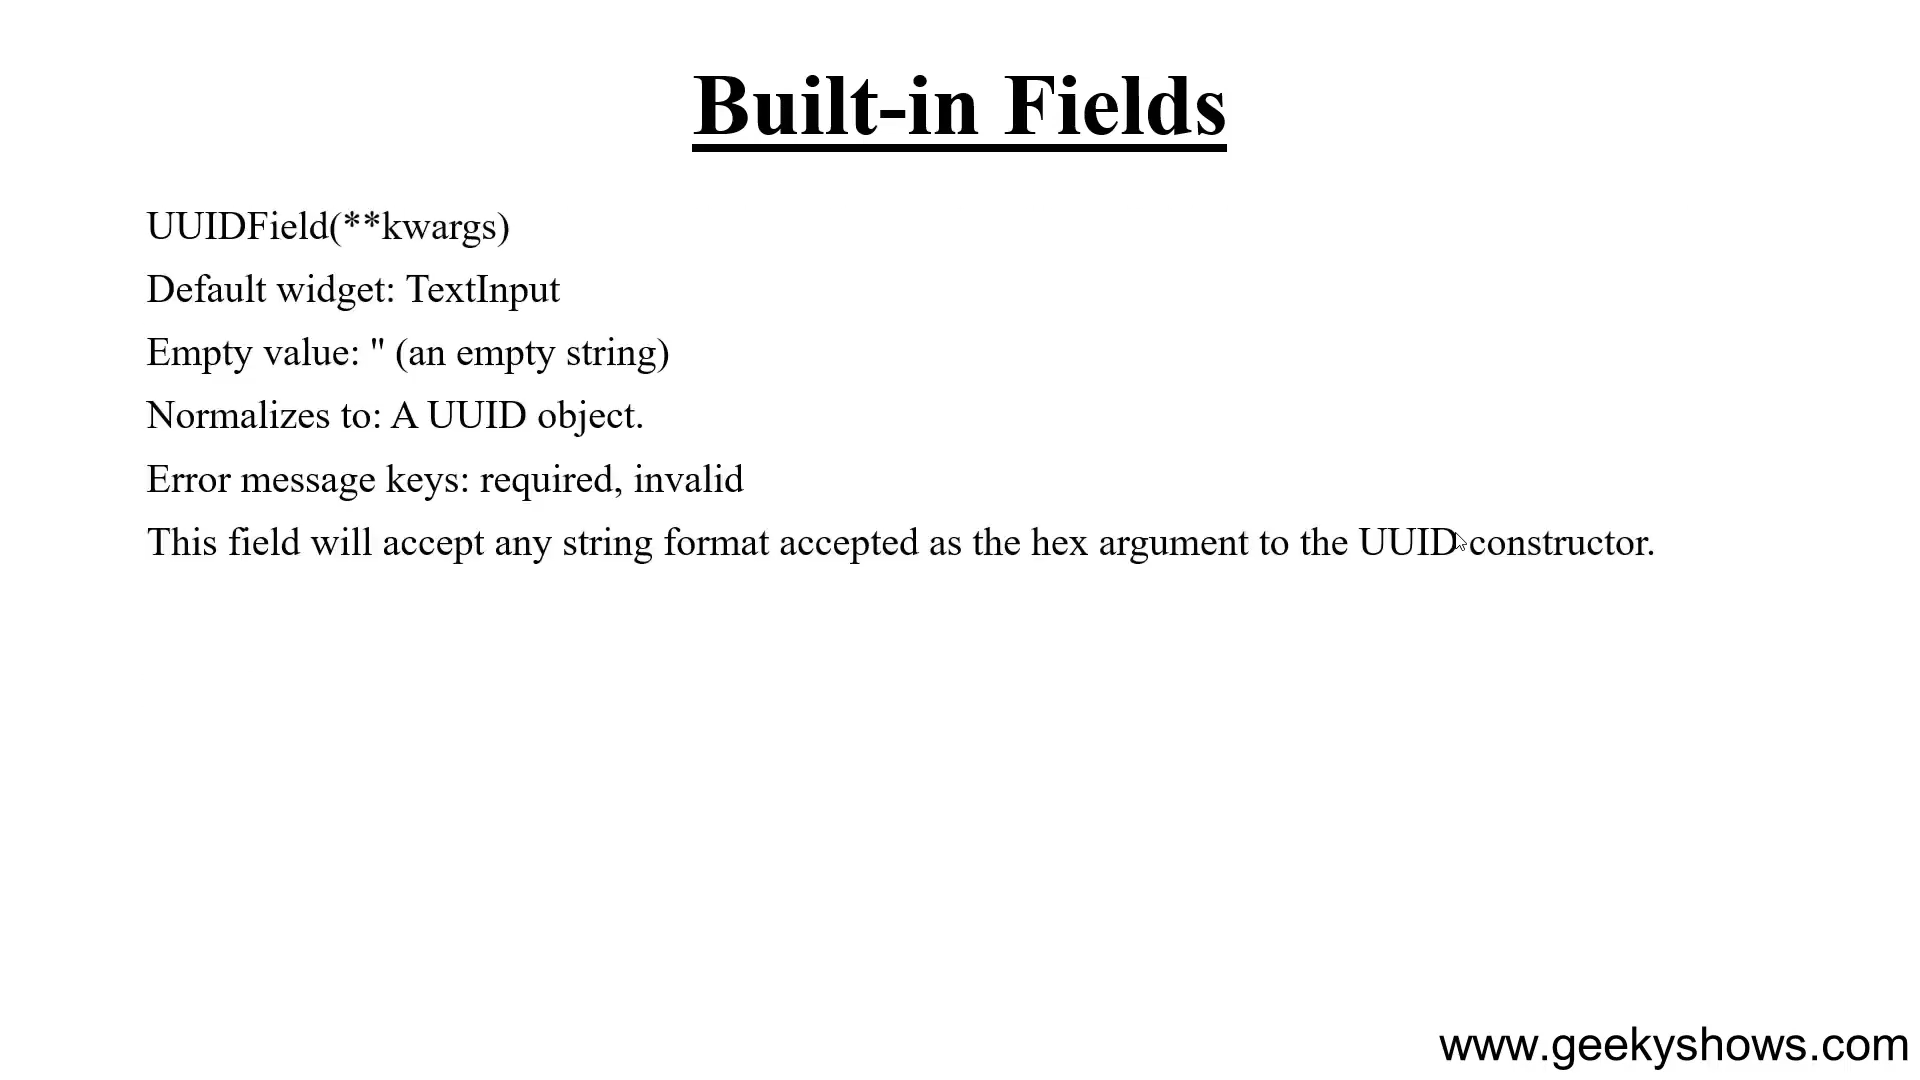 Built-in Fields
UUIDField(**kwargs)
Default widget: TextInput
Empty value: '' (an empty string)
Normalizes to: A UUID object.
Error message keys: required, invalid
This field will accept any string format accepted as the hex argument to the UUID constructor.
www.geekyshows.com